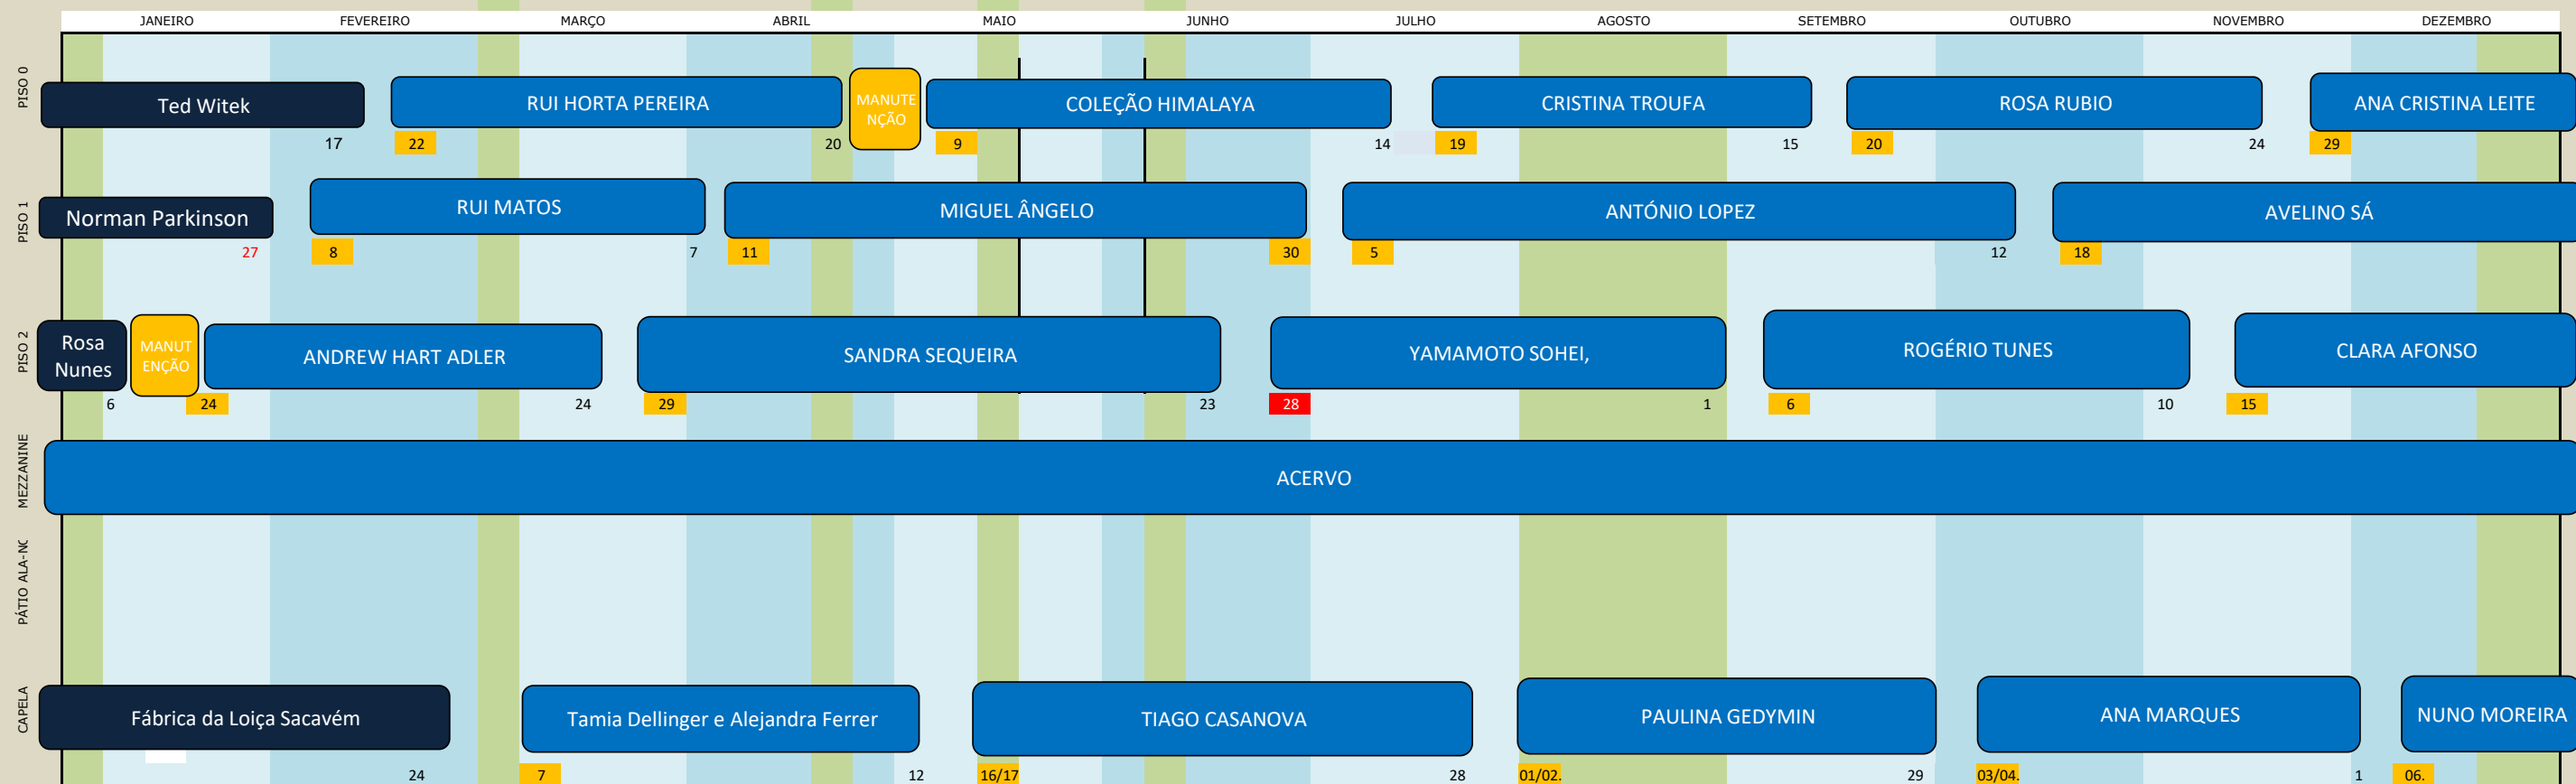 JANEIRO FEVEREIRO MARÇO ABRIL MAIO JUNHO JULHO AGOSTO SETEMBRO OUTUBRO NOVEMBRO DEZEMBRO
PISO 0
Ted Witek
RUI HORTA PEREIRA
MANUTE
NÇÃO
COLEÇÃO HIMALAYA
CRISTINA TROUFA
ROSA RUBIO
ANA CRISTINA LEITE
17 22 20 9 14 19 15 20 24 29
PISO 1
Norman Parkinson
RUI MATOS
MIGUEL ÂNGELO
ANTÓNIO LOPEZ
AVELINO SÁ
27 8 7 11 30 5 12 18
PISO 2
Rosa
Nunes
MANUT
ENÇÃO
ANDREW HART ADLER
SANDRA SEQUEIRA
YAMAMOTO SOHEI,
ROGÉRIO TUNES
CLARA AFONSO
6 24 24 29 23 28 1 6 10 15
MEZZANINE
ACERVO
PÁTIO ALA-NC
CAPELA
Fábrica da Loiça Sacavém
Tamia Dellinger e Alejandra Ferrer
TIAGO CASANOVA
PAULINA GEDYMIN
ANA MARQUES
NUNO MOREIRA
24 7 12 16/17 28 01/02. 29 03/04. 1 06.